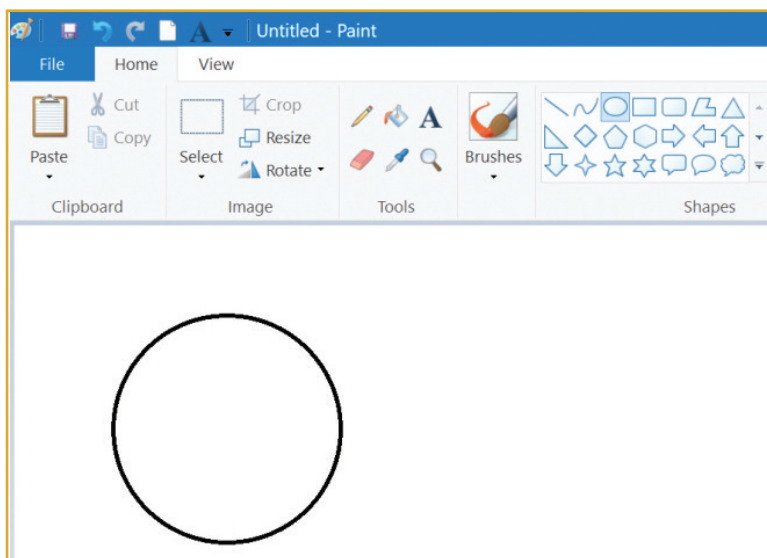 Untitled - Paint
File Home View
Paste
Cut
Copy
Clipboard
Select
Crop
Resize
Rotate
Image
A
Tools
Brushes
Shapes